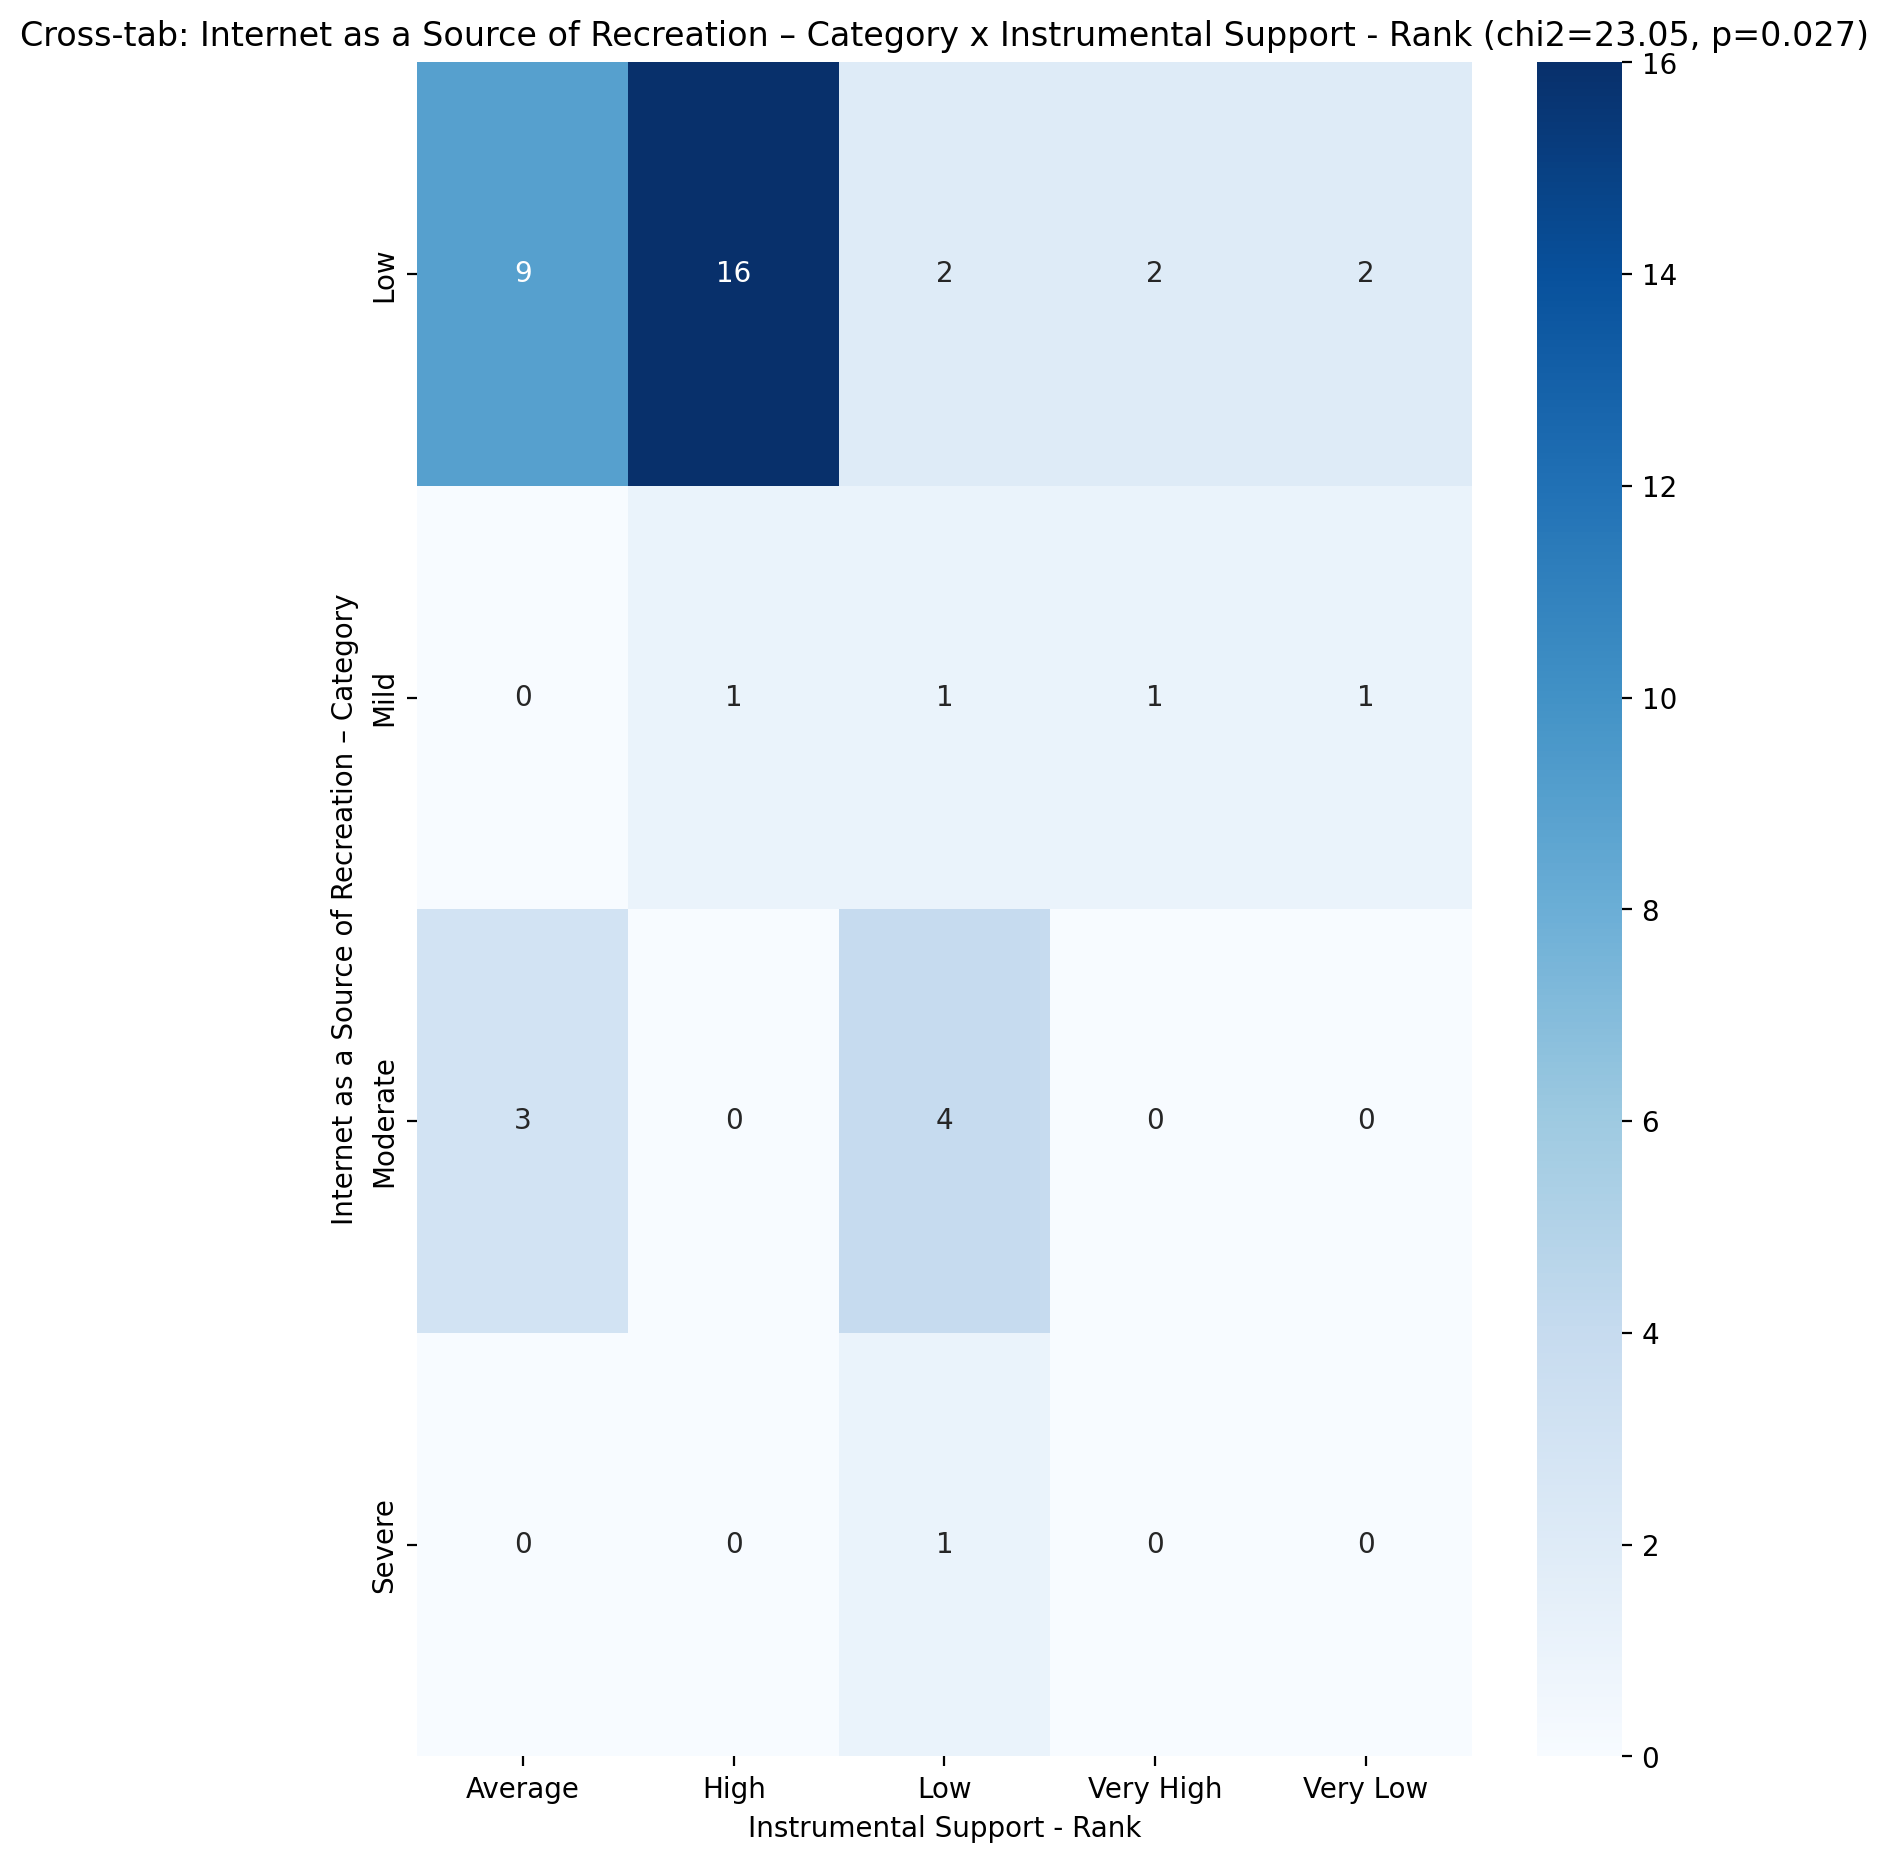 Cross-tab: Internet as a Source of Recreation – Category x Instrumental Support - Rank (chi2=23.05, p=0.027)
Internet as a Source of Recreation – Category
Low
9 16 2 2 2
Mild
0 1 1 1 1
Moderate
3 0 4 0 0
Severe
0 0 1 0 0
Average High Low Very High Very Low
Instrumental Support - Rank
16
14
12
10
8
6
4
2
0